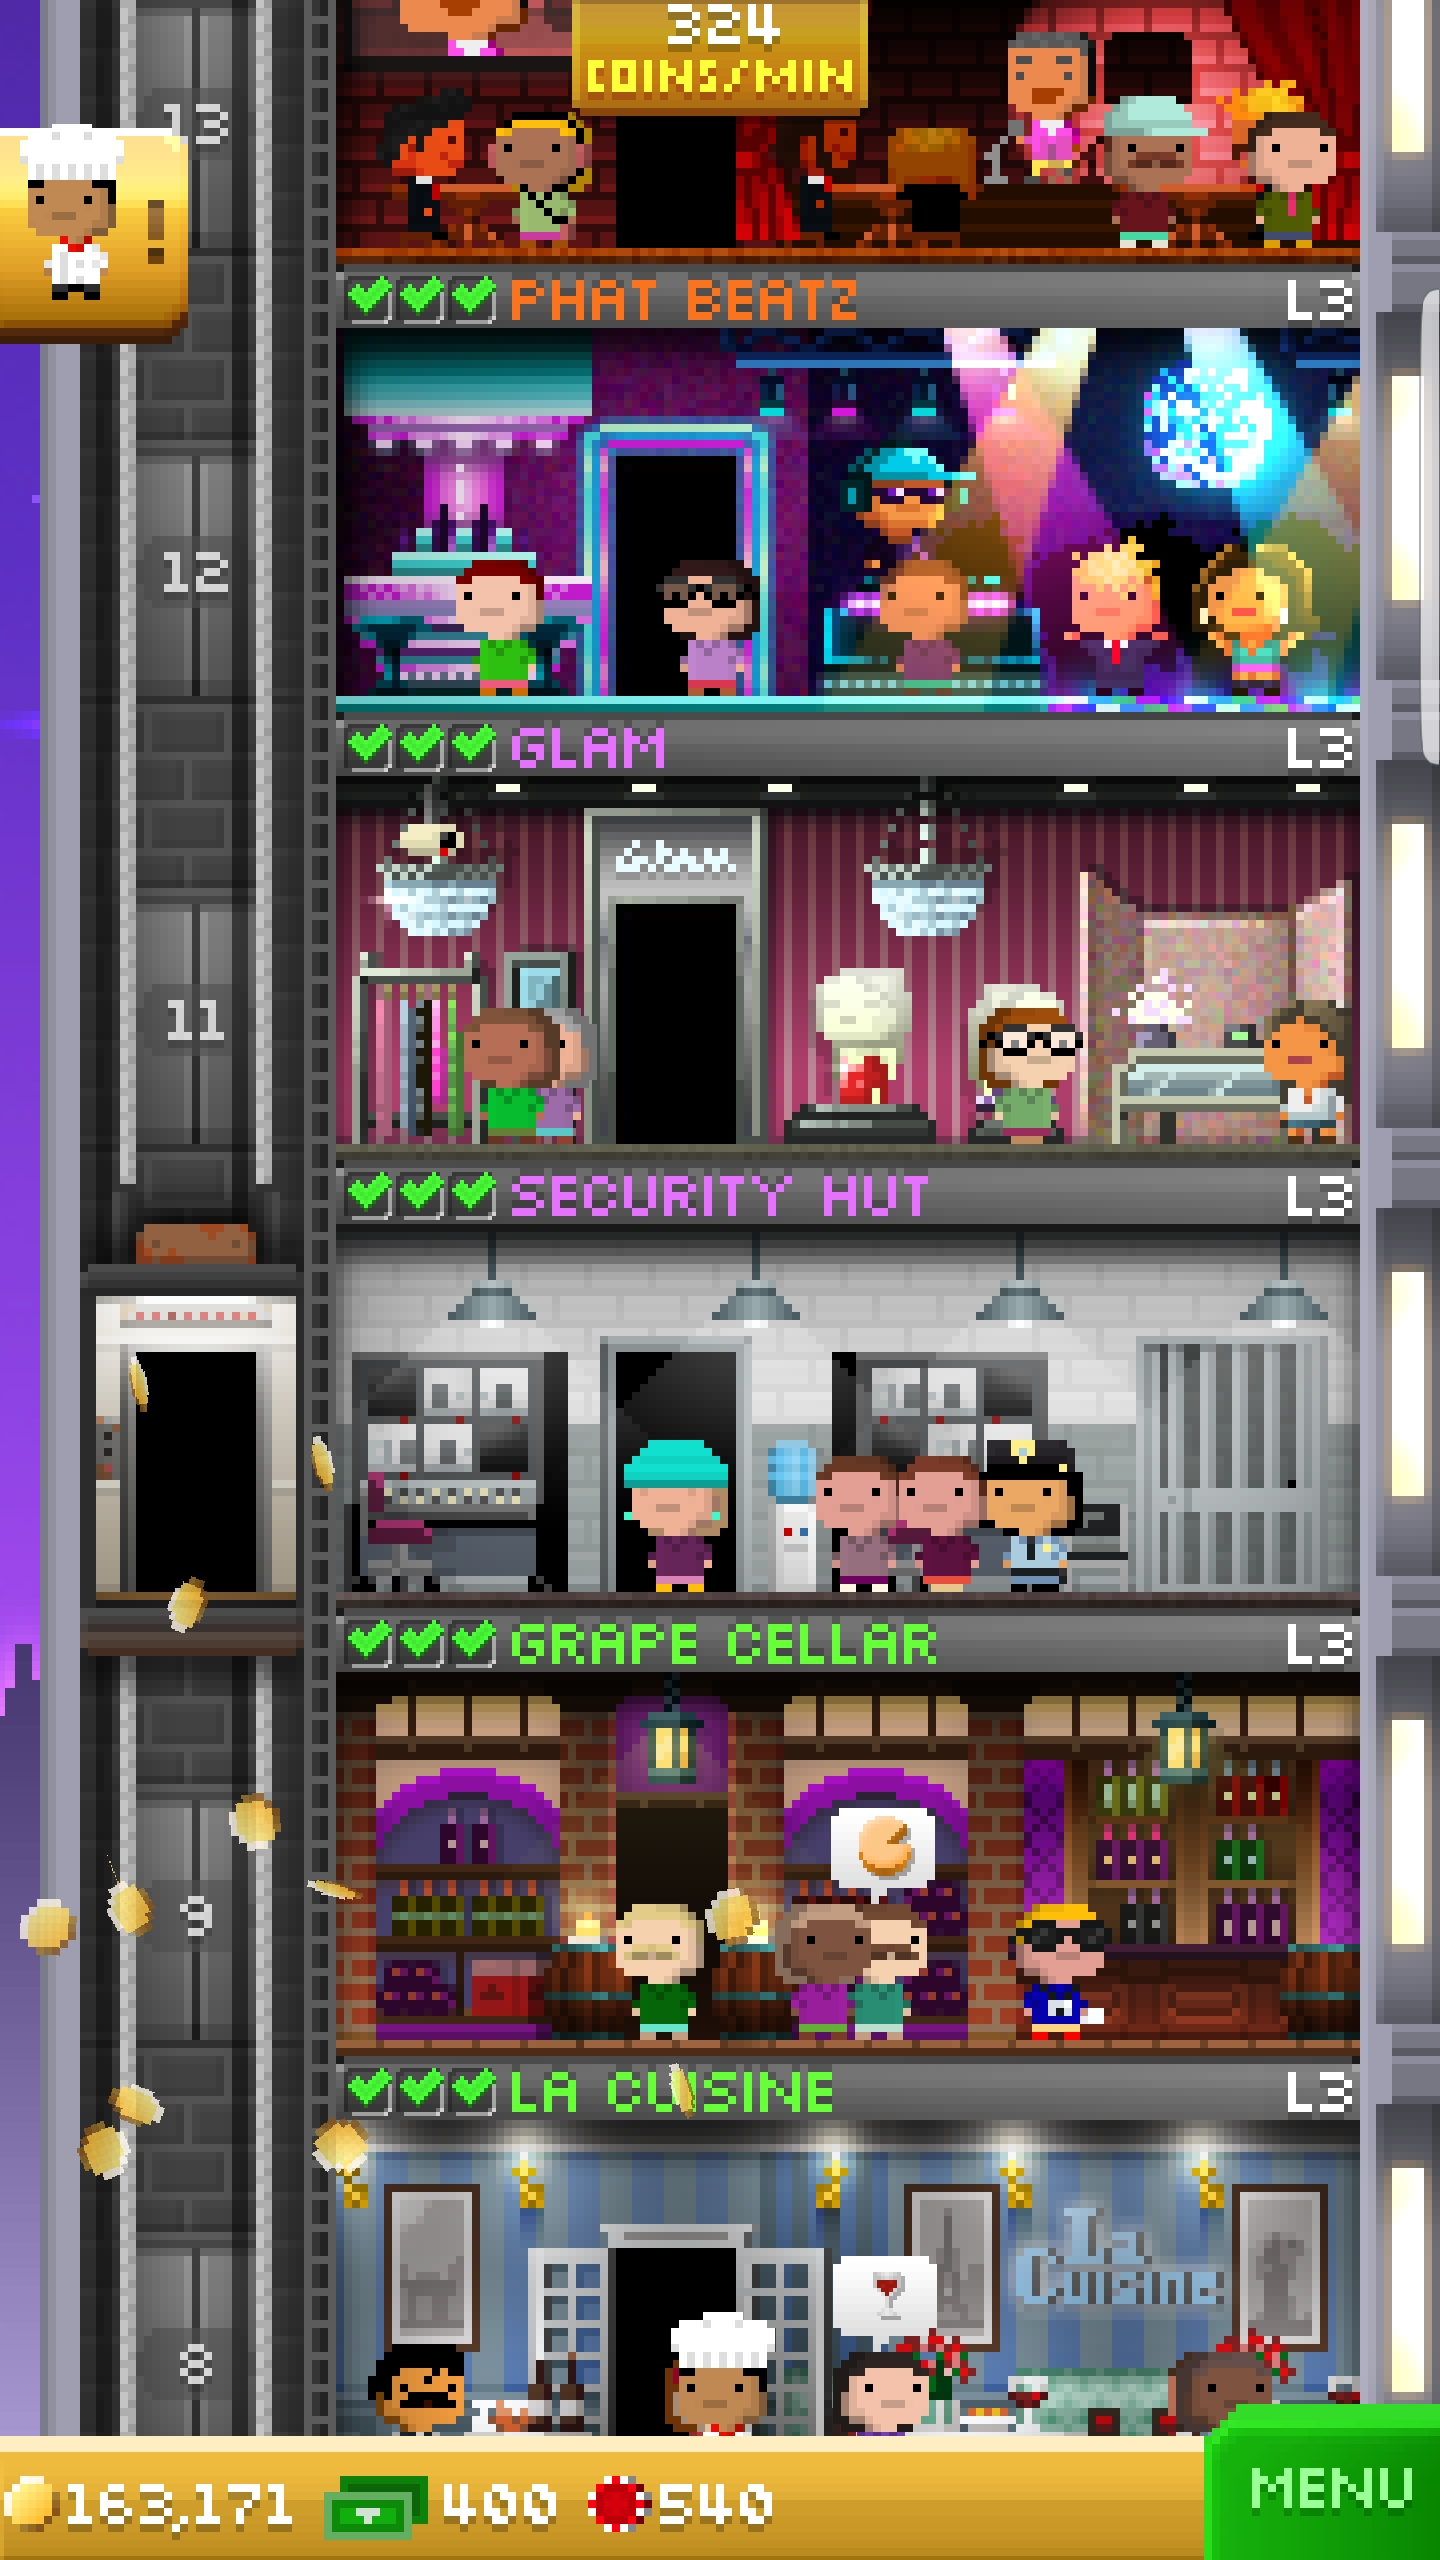 324
COINS/MIN
13
!
PHAT BEATZ L3
12
GLAM L3
Glam
11
SECURITY HUT L3
GRAPE CELLAR L3
9
LA CUISINE L3
La
Cuisine
8
163,171 400 540
MENU